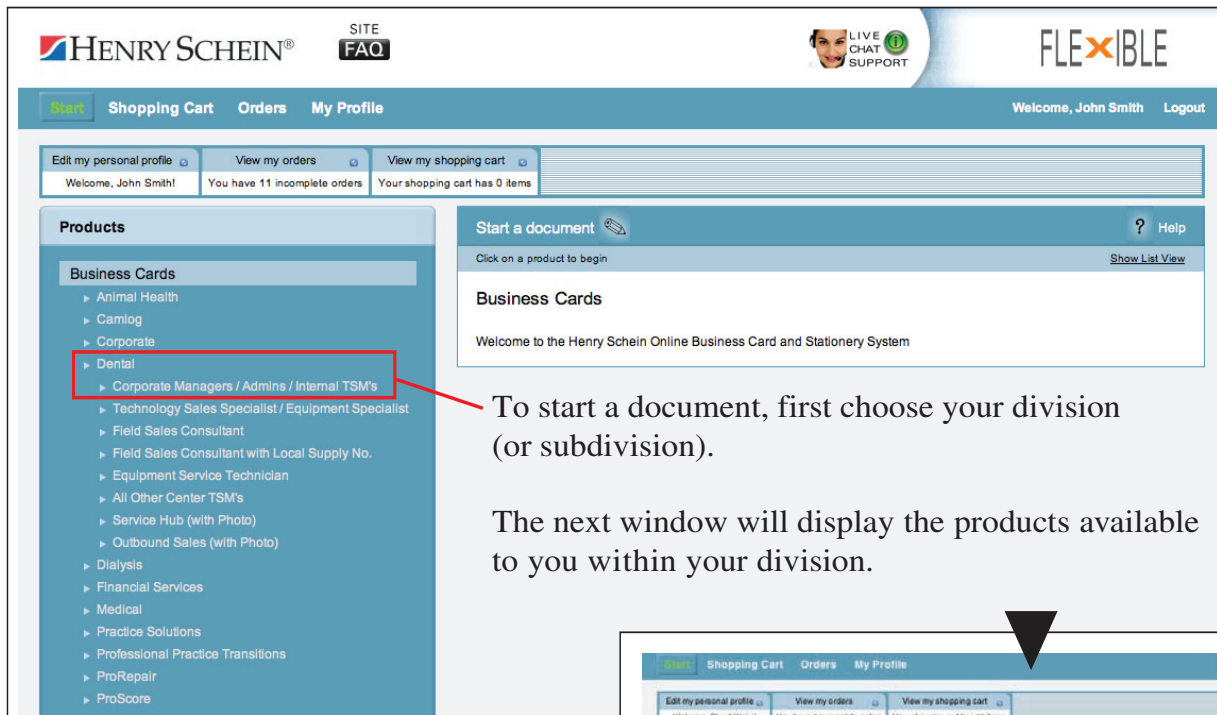 HENRY SCHEIN®
SITE
FAQ
LIVE
CHAT
SUPPORT
FLEXIBLE
Start Shopping Cart Orders My Profile
Welcome, John Smith Logout
Edit my personal profile View my orders View my shopping cart
Welcome, John Smith! You have 11 incomplete orders Your shopping cart has 0 items
Products
Business Cards
Animal Health
Camlog
Corporate
Dental
Corporate Managers / Admins / Internal TSM's
Technology Sales Specialist / Equipment Specialist
Field Sales Consultant
Field Sales Consultant with Local Supply No.
Equipment Service Technician
All Other Center TSM's
Service Hub (with Photo)
Outbound Sales (with Photo)
Dialysis
Financial Services
Medical
Practice Solutions
Professional Practice Transitions
ProRepair
ProScore
Start a document ? Help
Click on a product to begin Show List View
Business Cards
Welcome to the Henry Schein Online Business Card and Stationery System
To start a document, first choose your division
(or subdivision).
The next window will display the products available
to you within your division.
Start Shopping Cart Orders My Profile
Edit my personal profile View my orders View my shopping cart